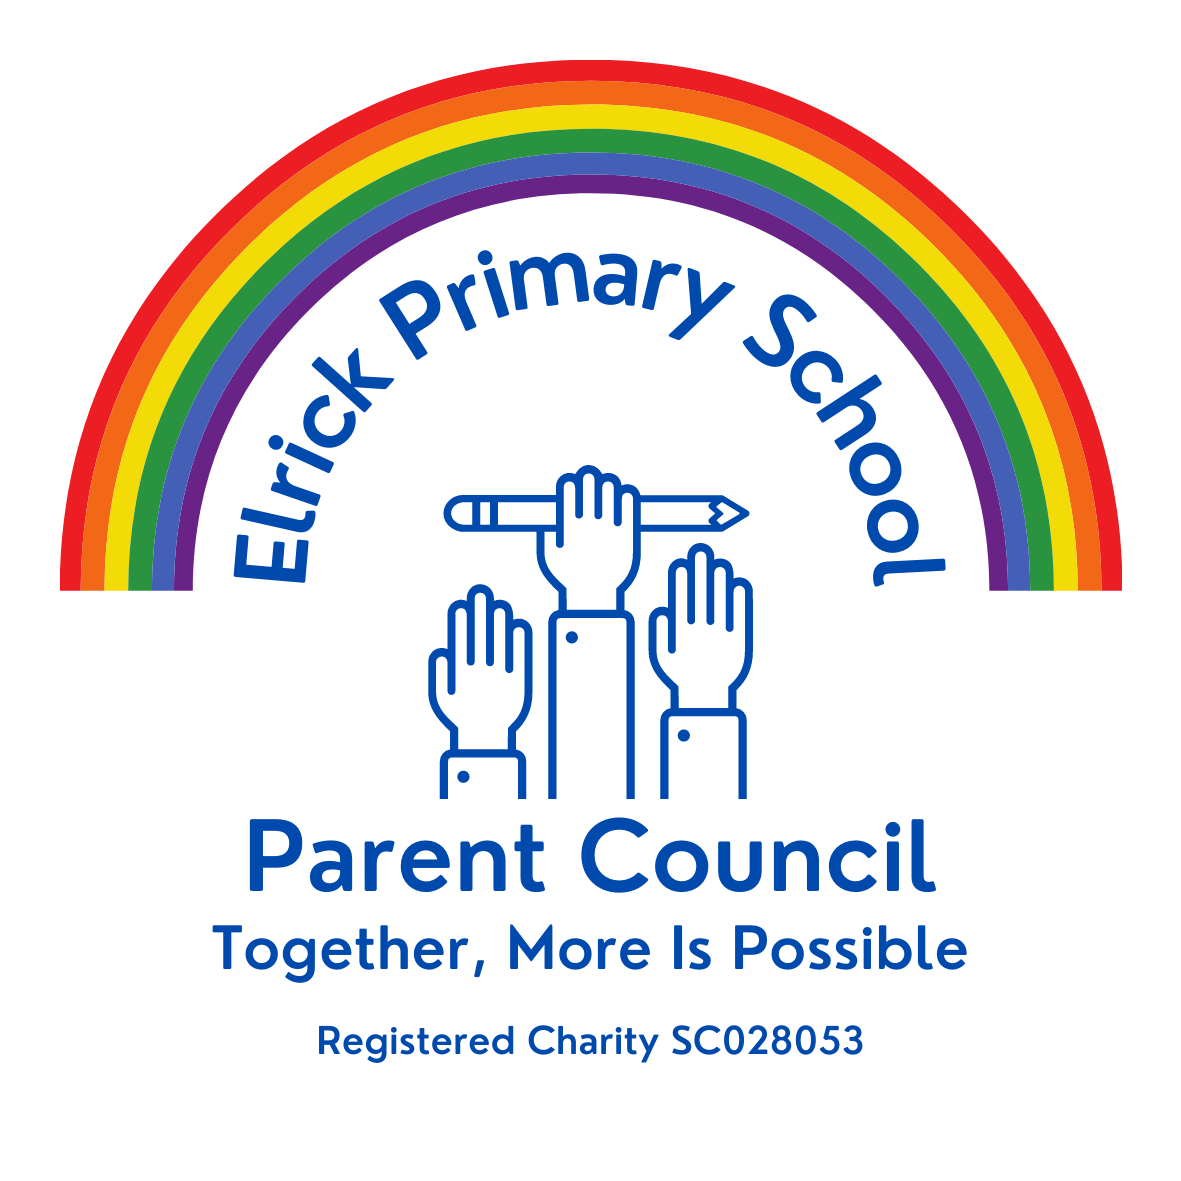 Elrick Primary School
Parent Council
Together, More Is Possible
Registered Charity SC028053